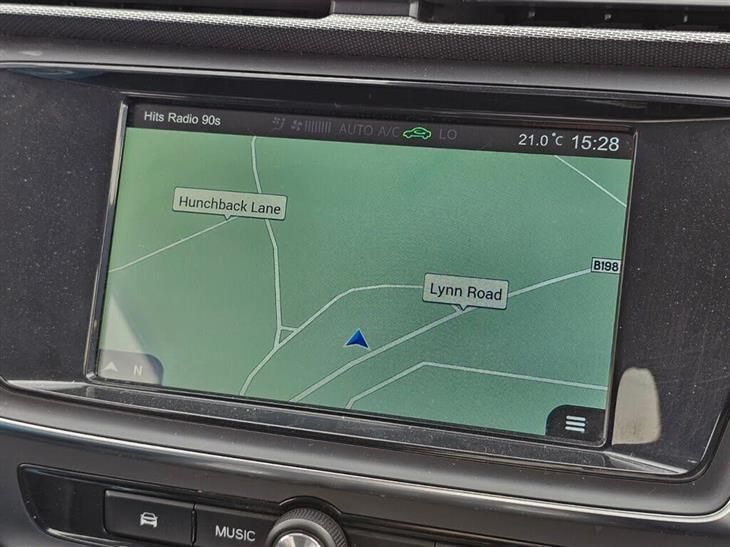 Hits Radio 90s
AUTO A/C LO
21.0°C 15:28
Hunchback Lane
B198
Lynn Road
N
MUSIC